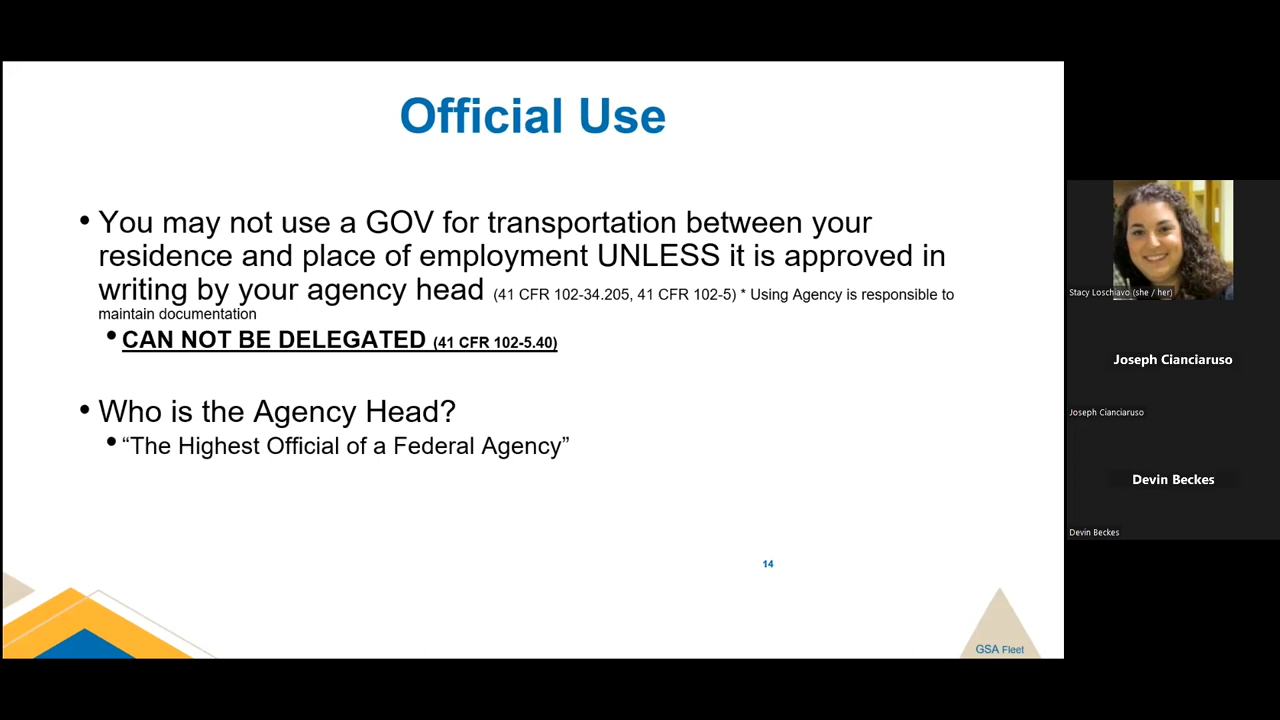 Official Use
• You may not use a GOV for transportation between your
residence and place of employment UNLESS it is approved in
writing by your agency head (41 CFR 102-34.205, 41 CFR 102-5) * Using Agency is responsible to
maintain documentation
• CAN NOT BE DELEGATED (41 CFR 102-5.40)
• Who is the Agency Head?
• “The Highest Official of a Federal Agency”
14
GSA Fleet
Stacy Loschiavo (she / her)
Joseph Cianciaruso
Joseph Cianciaruso
Devin Beckes
Devin Beckes